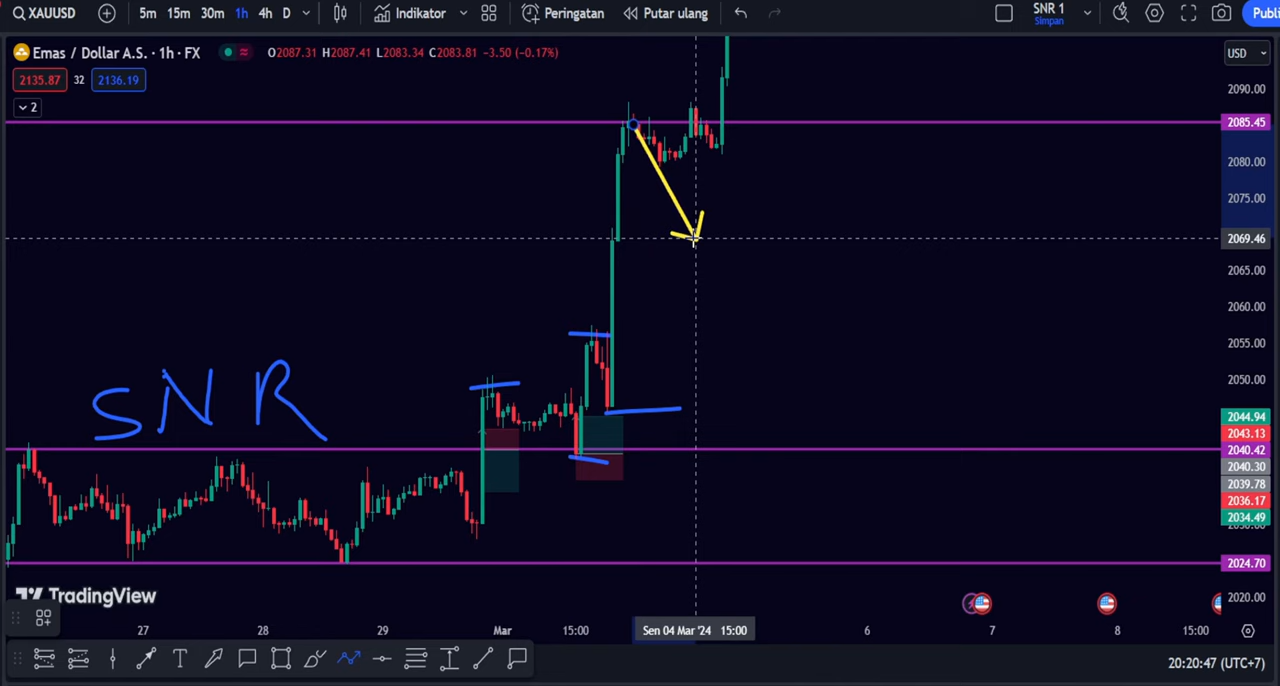 XAUUSD 5m 15m 30m 1h 4h D Indikator Peringatan Putar ulang SNR 1 Simpan Publi
Emas / Dollar A.S. · 1h · FX O2087.31 H2087.41 L2083.34 C2083.81 −3.50 (−0.17%) USD
2135.87 32 2136.19
2
2090.00
2085.45
2080.00
2075.00
2069.46
2065.00
2060.00
2055.00
2050.00
SNR
2044.94
2043.13
2040.42
2040.30
2039.78
2036.17
2034.49
2030.00
2024.70
TradingView
2020.00
27 28 29 Mar 15:00 Sen 04 Mar '24 15:00 6 7 8 15:00
20:20:47 (UTC+7)